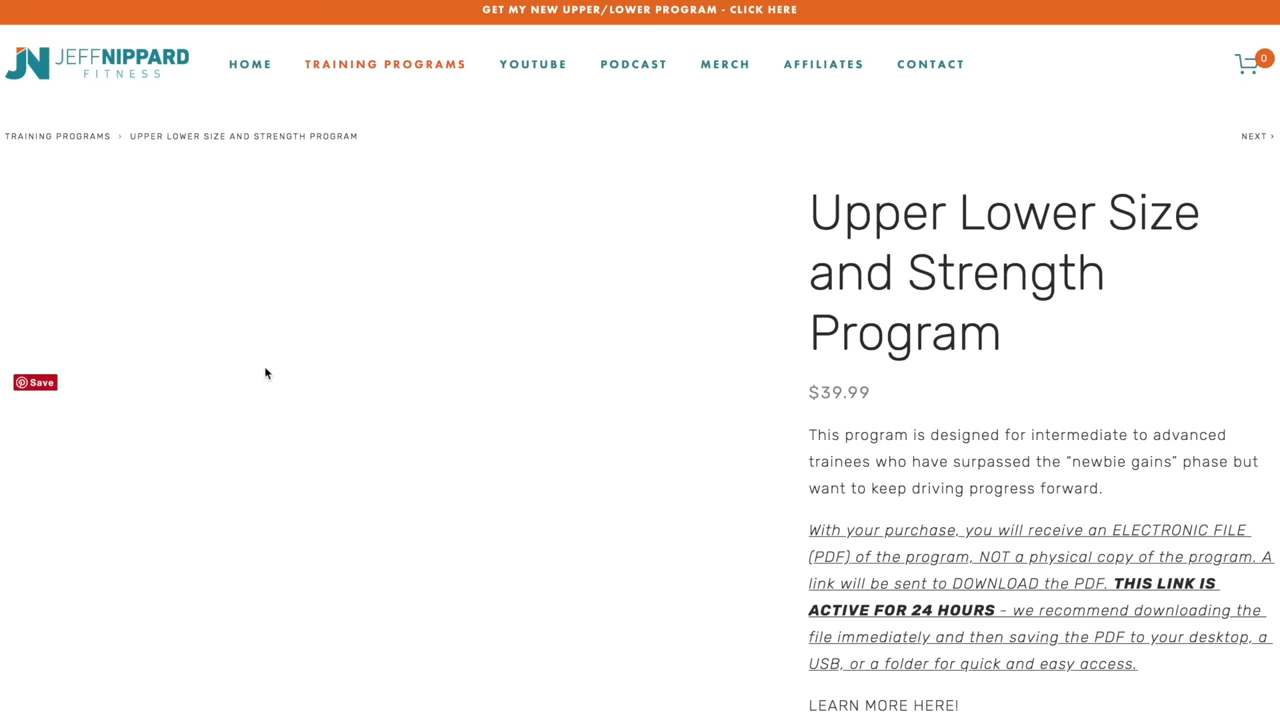 GET MY NEW UPPER/LOWER PROGRAM - CLICK HERE
JEFFNIPPARD
FITNESS
HOME TRAINING PROGRAMS YOUTUBE PODCAST MERCH AFFILIATES CONTACT
0
TRAINING PROGRAMS › UPPER LOWER SIZE AND STRENGTH PROGRAM
NEXT ›
Upper Lower Size
and Strength
Program
$39.99
This program is designed for intermediate to advanced
trainees who have surpassed the “newbie gains” phase but
want to keep driving progress forward.
With your purchase, you will receive an ELECTRONIC FILE
(PDF) of the program, NOT a physical copy of the program. A
link will be sent to DOWNLOAD the PDF. THIS LINK IS
ACTIVE FOR 24 HOURS - we recommend downloading the
file immediately and then saving the PDF to your desktop, a
USB, or a folder for quick and easy access.
LEARN MORE HERE!
Save